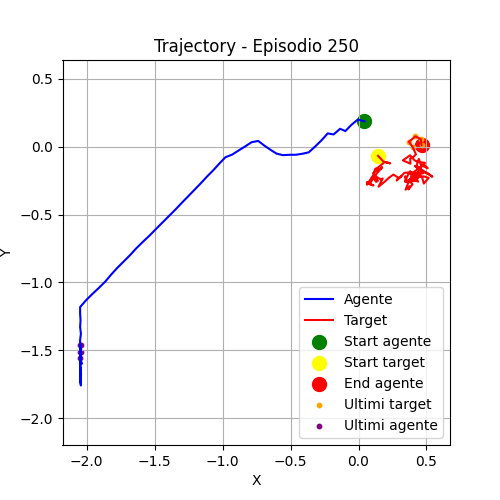 Trajectory - Episodio 250
0.5
0.0
−0.5
−1.0
−1.5
−2.0
Y
Agente
Target
Start agente
Start target
End agente
Ultimi target
Ultimi agente
−2.0 −1.5 −1.0 −0.5 0.0 0.5
X